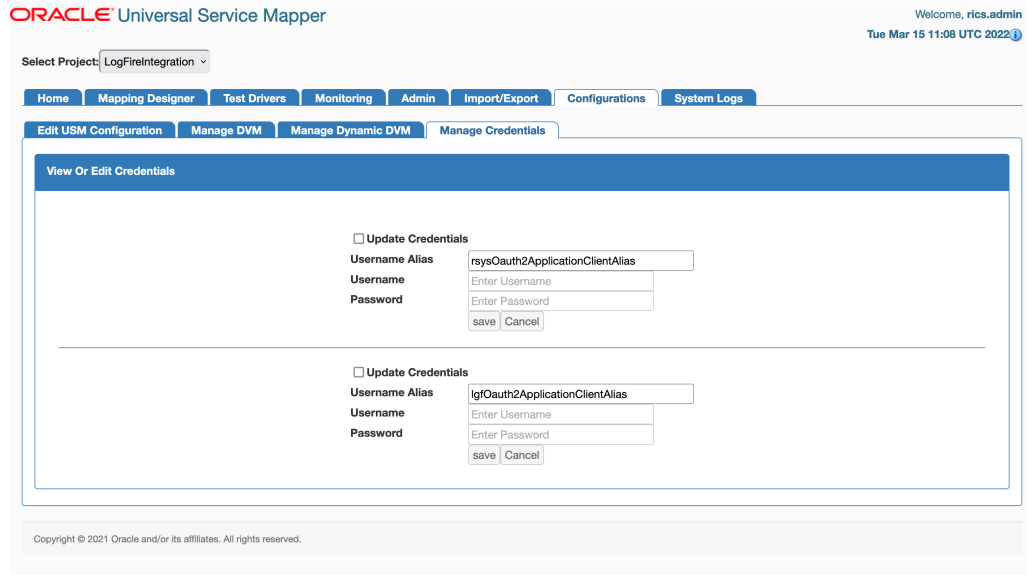 ORACLE® Universal Service Mapper
Welcome, rics.admin
Tue Mar 15 11:08 UTC 2022
Select Project: LogFireIntegration
Home Mapping Designer Test Drivers Monitoring Admin Import/Export Configurations System Logs
Edit USM Configuration Manage DVM Manage Dynamic DVM Manage Credentials
View Or Edit Credentials
Update Credentials
Username Alias rsysOauth2ApplicationClientAlias
Username Enter Username
Password Enter Password
save Cancel
Update Credentials
Username Alias lgfOauth2ApplicationClientAlias
Username Enter Username
Password Enter Password
save Cancel
Copyright © 2021 Oracle and/or its affiliates. All rights reserved.